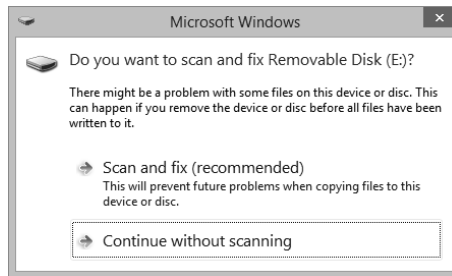 Microsoft Windows
Do you want to scan and fix Removable Disk (E:)?
There might be a problem with some files on this device or disc. This
can happen if you remove the device or disc before all files have been
written to it.
Scan and fix (recommended)
This will prevent future problems when copying files to this
device or disc.
Continue without scanning